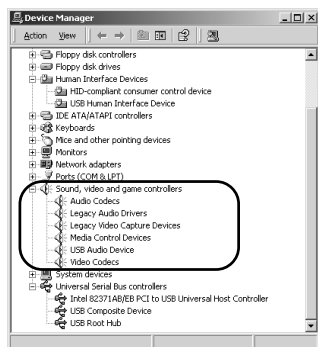 Device Manager
Action View
Floppy disk controllers
Floppy disk drives
Human Interface Devices
HID-compliant consumer control device
USB Human Interface Device
IDE ATA/ATAPI controllers
Keyboards
Mice and other pointing devices
Monitors
Network adapters
Ports (COM & LPT)
Sound, video and game controllers
Audio Codecs
Legacy Audio Drivers
Legacy Video Capture Devices
Media Control Devices
USB Audio Device
Video Codecs
System devices
Universal Serial Bus controllers
Intel 82371AB/EB PCI to USB Universal Host Controller
USB Composite Device
USB Root Hub